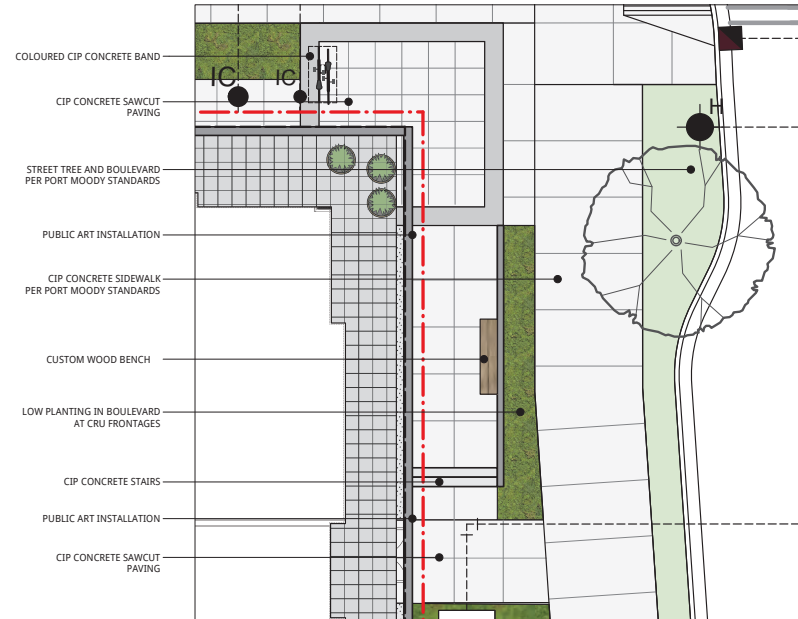 COLOURED CIP CONCRETE BAND
IC
IC
CIP CONCRETE SAWCUT
PAVING
H
STREET TREE AND BOULEVARD
PER PORT MOODY STANDARDS
PUBLIC ART INSTALLATION
CIP CONCRETE SIDEWALK
PER PORT MOODY STANDARDS
CUSTOM WOOD BENCH
LOW PLANTING IN BOULEVARD
AT CRU FRONTAGES
CIP CONCRETE STAIRS
PUBLIC ART INSTALLATION
CIP CONCRETE SAWCUT
PAVING